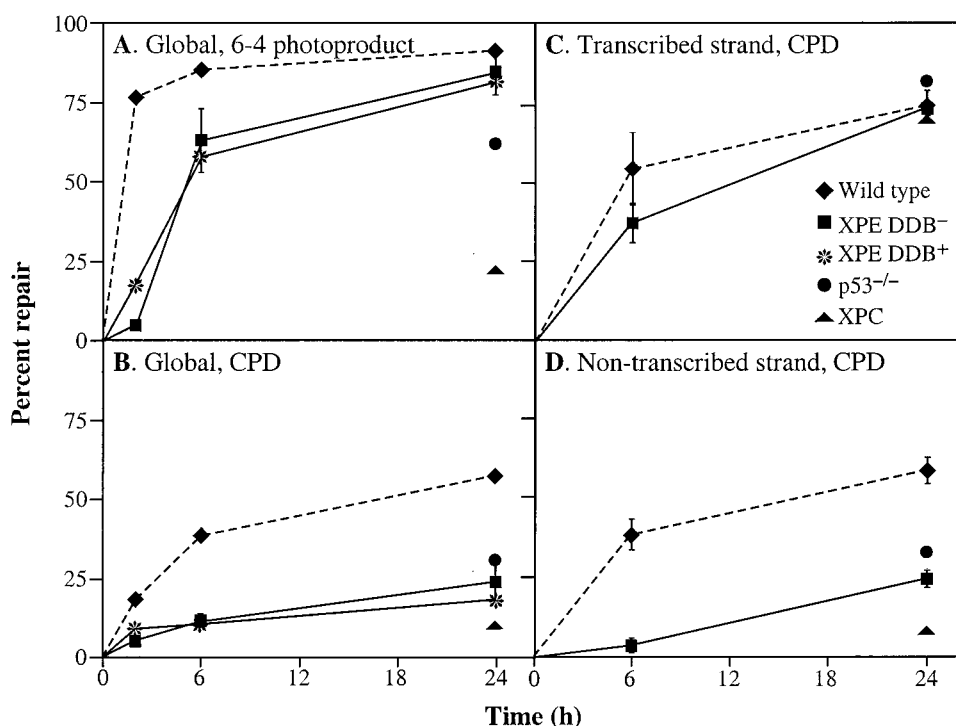 100
75
50
25
0
75
50
25
0
Percent repair
A. Global, 6-4 photoproduct
B. Global, CPD
C. Transcribed strand, CPD
Wild type
XPE DDB⁻
XPE DDB⁺
p53⁻/⁻
XPC
D. Non-transcribed strand, CPD
0 6 12 18 24 0 6 12 18 24
Time (h)